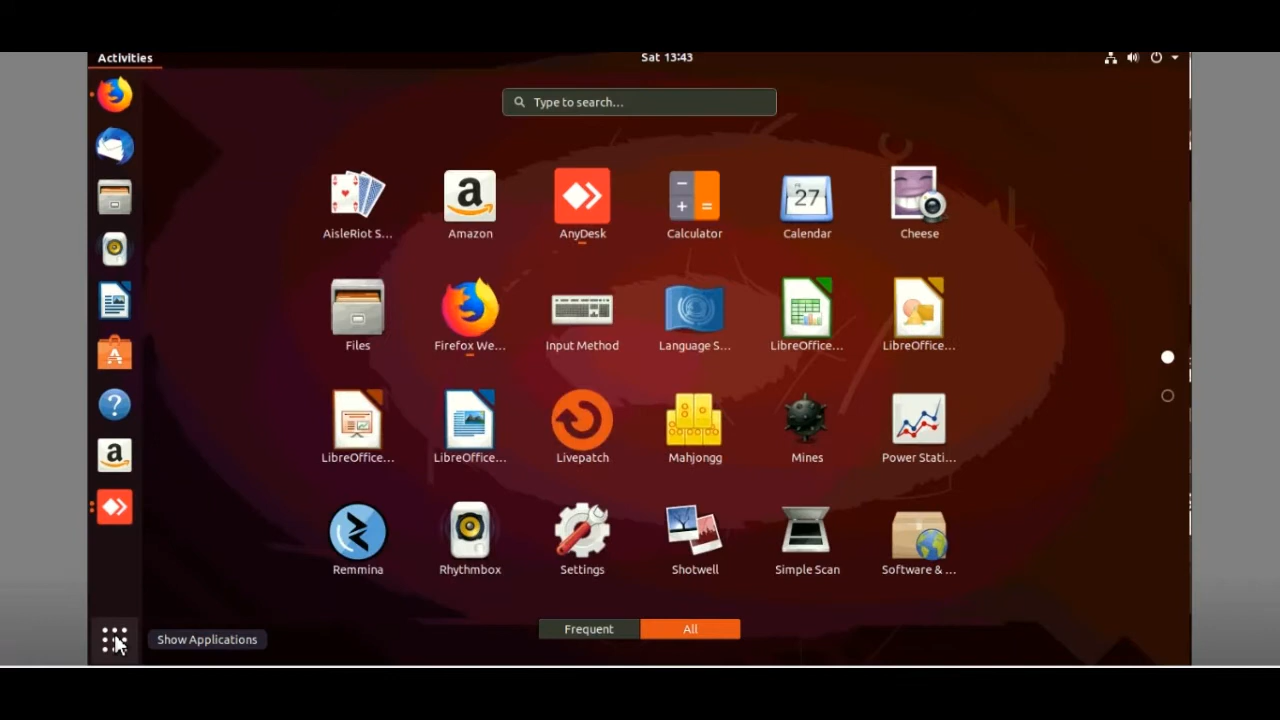 Activities
Sat 13:43
Type to search...
AisleRiot S...
Amazon
AnyDesk
Calculator
Calendar
Cheese
Files
Firefox We...
Input Method
Language S...
LibreOffice...
LibreOffice...
LibreOffice...
LibreOffice...
Livepatch
Mahjongg
Mines
Power Stati...
Remmina
Rhythmbox
Settings
Shotwell
Simple Scan
Software & ...
Frequent
All
Show Applications
27